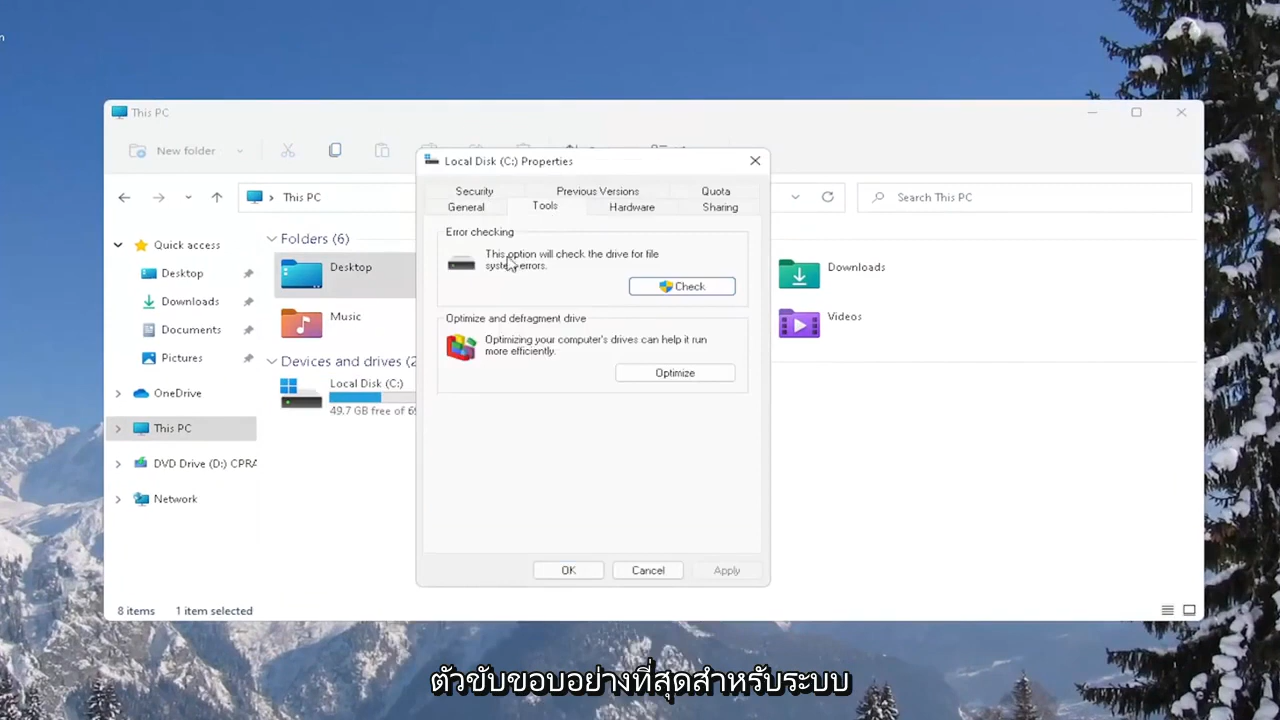 n
This PC
New folder
This PC
Search This PC
Quick access
Desktop
Downloads
Documents
Pictures
OneDrive
This PC
DVD Drive (D:) CPRA
Network
Folders (6)
Desktop
Downloads
Music
Videos
Devices and drives (2
Local Disk (C:)
49.7 GB free of 69
Local Disk (C:) Properties
Security
Previous Versions
Quota
General
Tools
Hardware
Sharing
Error checking
This option will check the drive for file
system errors.
Check
Optimize and defragment drive
Optimizing your computer's drives can help it run
more efficiently.
Optimize
OK
Cancel
Apply
8 items
1 item selected
ตัวขับขอบอย่างที่สุดสำหรับระบบ